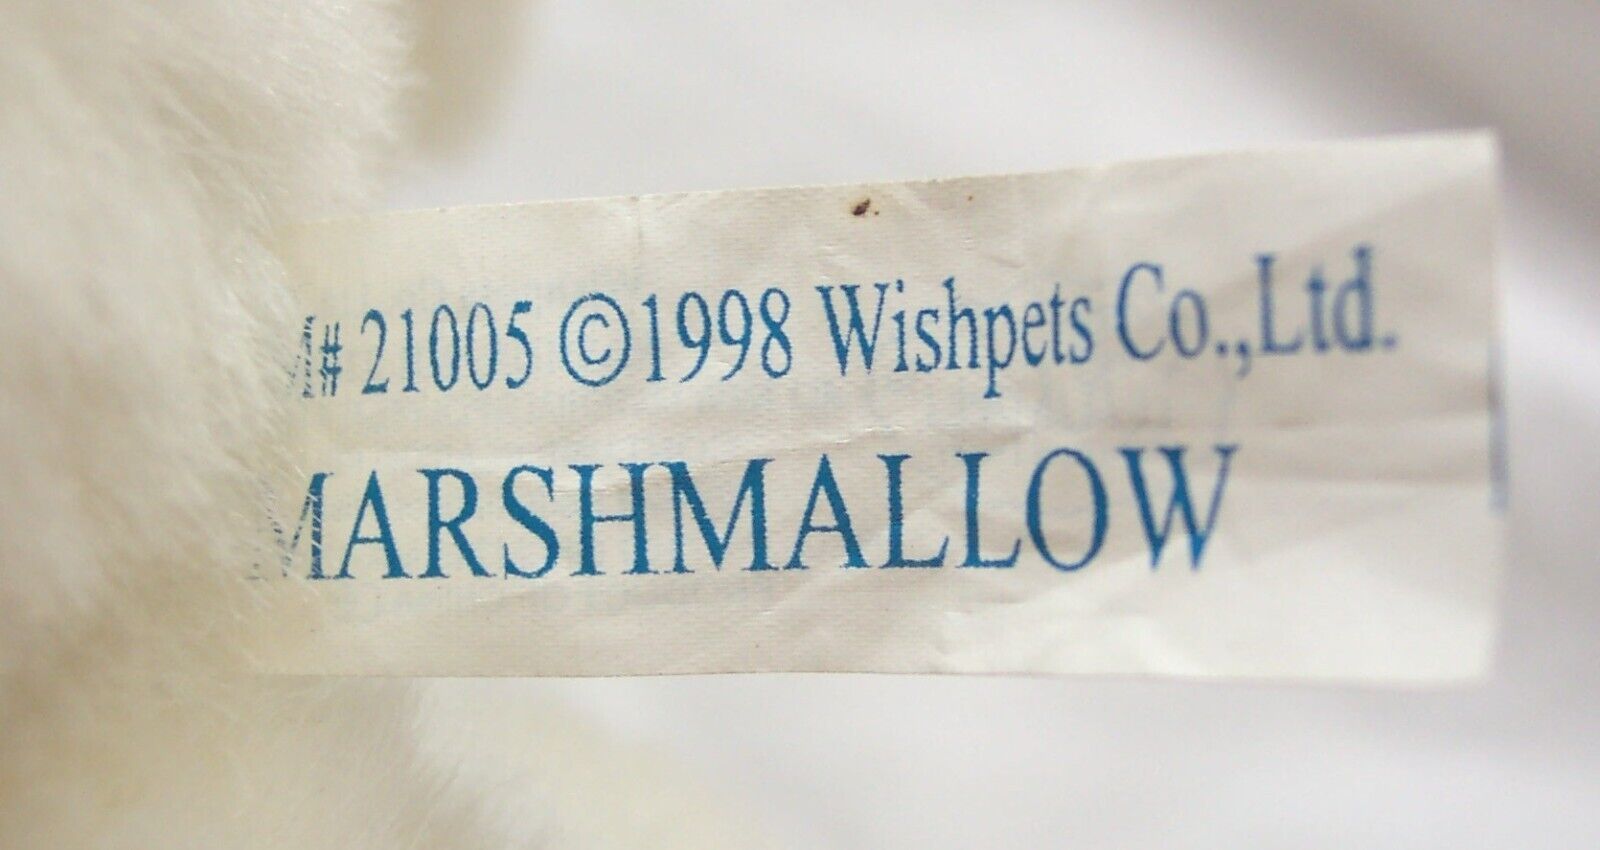 # 21005 ©1998 Wishpets Co.,Ltd.
MARSHMALLOW